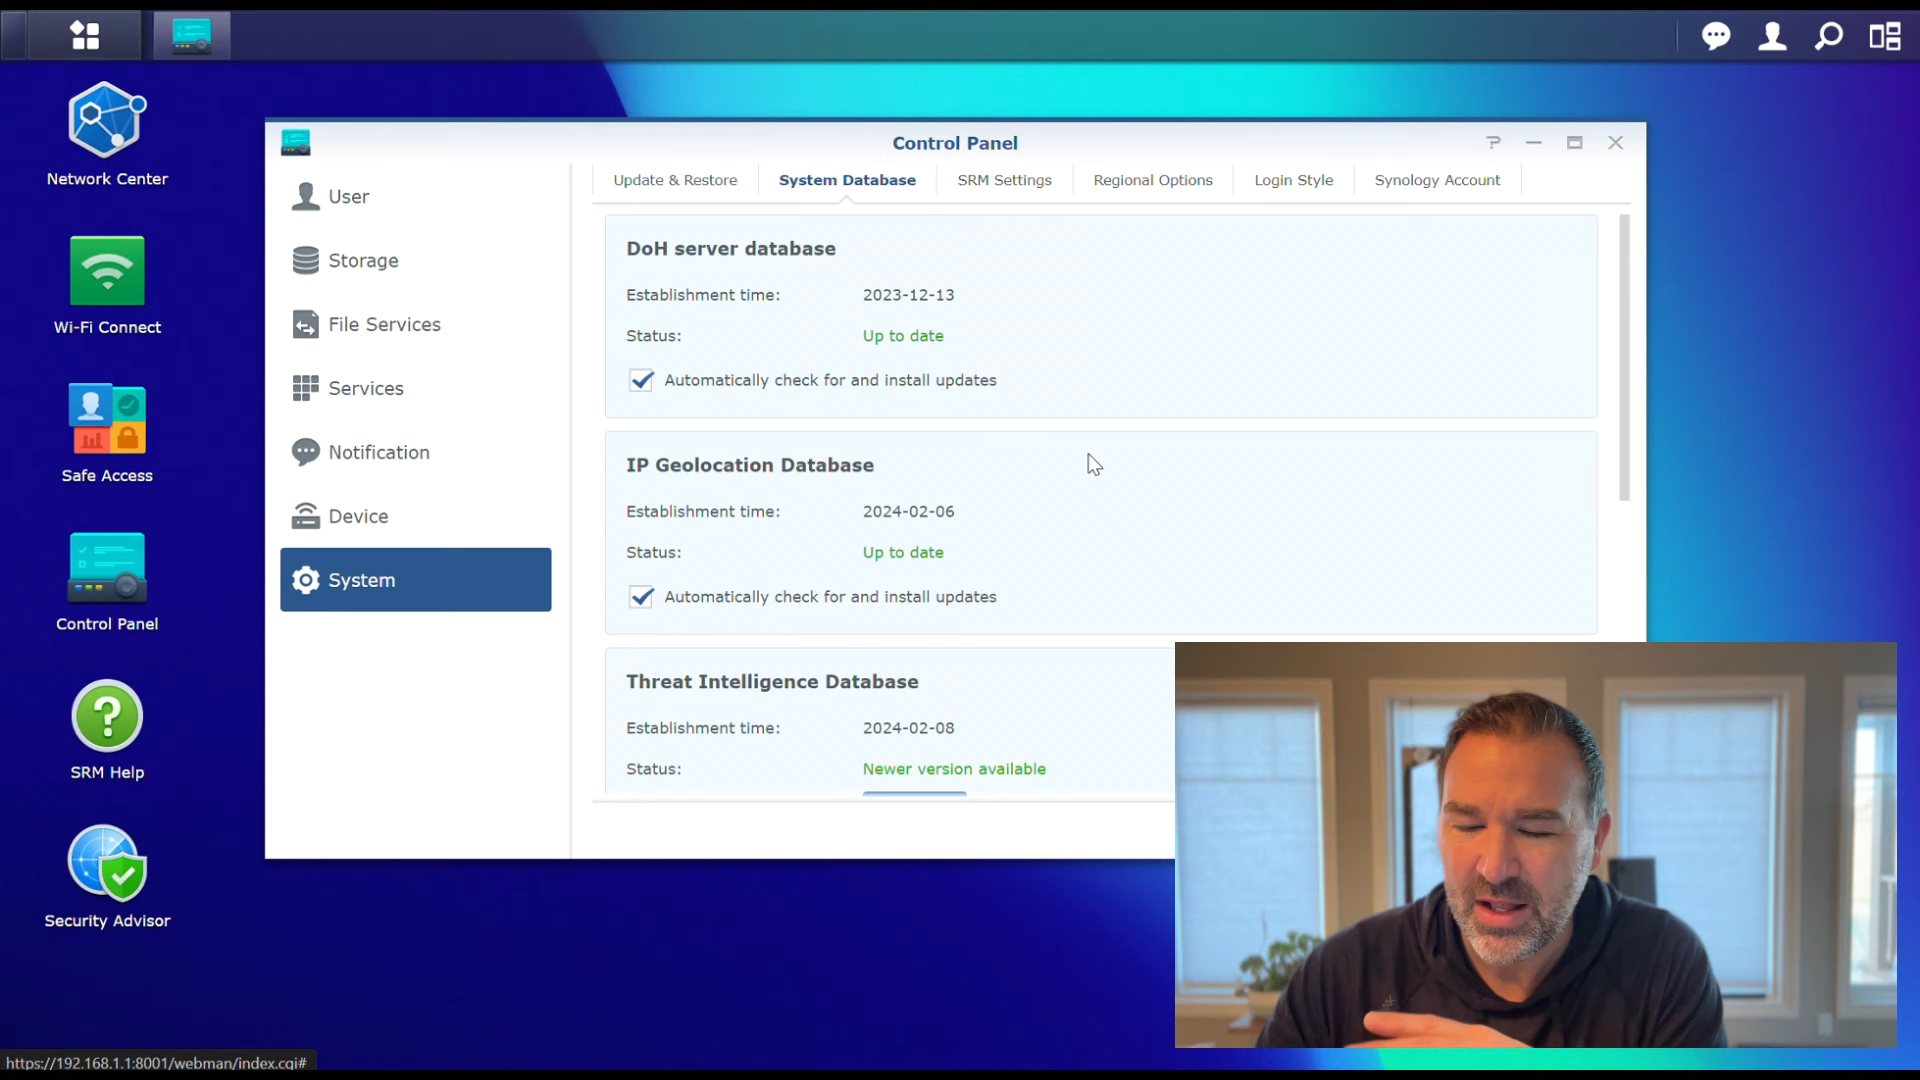 Control Panel
Network Center
Wi-Fi Connect
Safe Access
Control Panel
SRM Help
Security Advisor
User
Storage
File Services
Services
Notification
Device
System
Update & Restore
System Database
SRM Settings
Regional Options
Login Style
Synology Account
DoH server database
Establishment time: 2023-12-13
Status: Up to date
Automatically check for and install updates
IP Geolocation Database
Establishment time: 2024-02-06
Status: Up to date
Automatically check for and install updates
Threat Intelligence Database
Establishment time: 2024-02-08
Status: Newer version available
https://192.168.1.1:8001/webman/index.cgi#